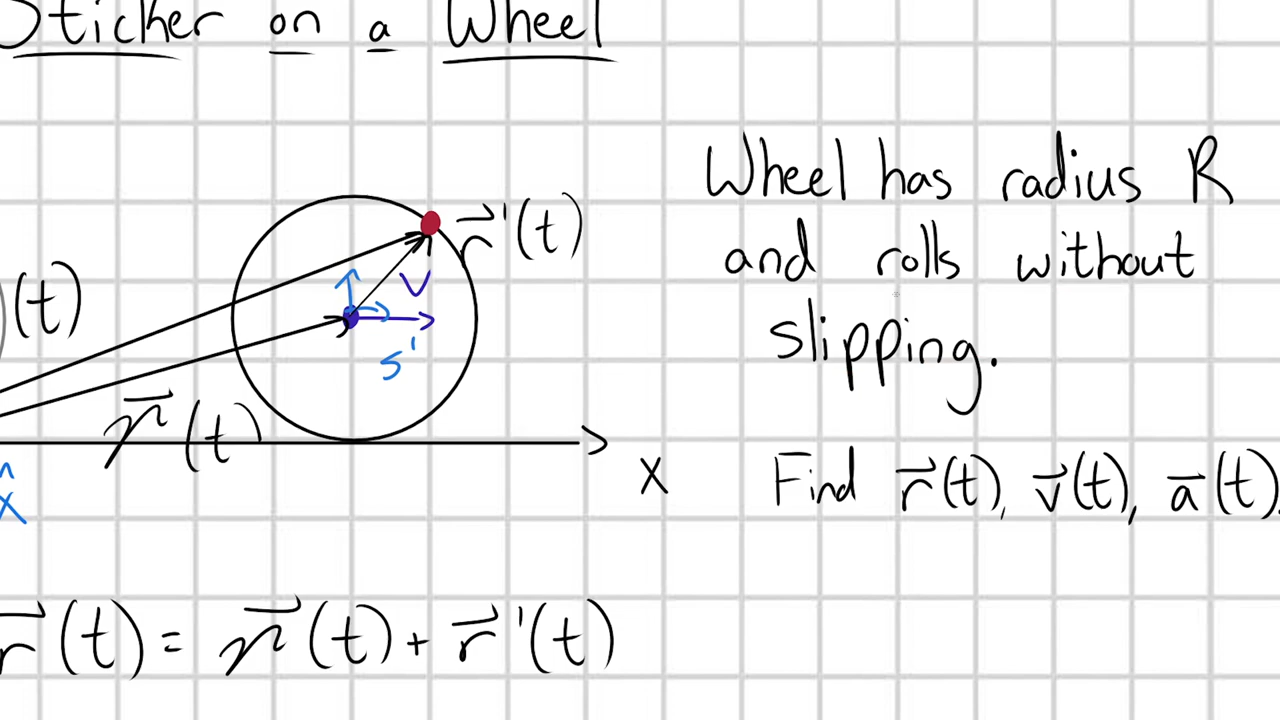 Sticker on a Wheel
Wheel has radius R
and rolls without
slipping.
Find r⃗(t), v⃗(t), a⃗(t).
r⃗'(t)
(t)
V
S'
r⃗(t)
x̂
X
r⃗(t) = r⃗(t) + r⃗'(t)